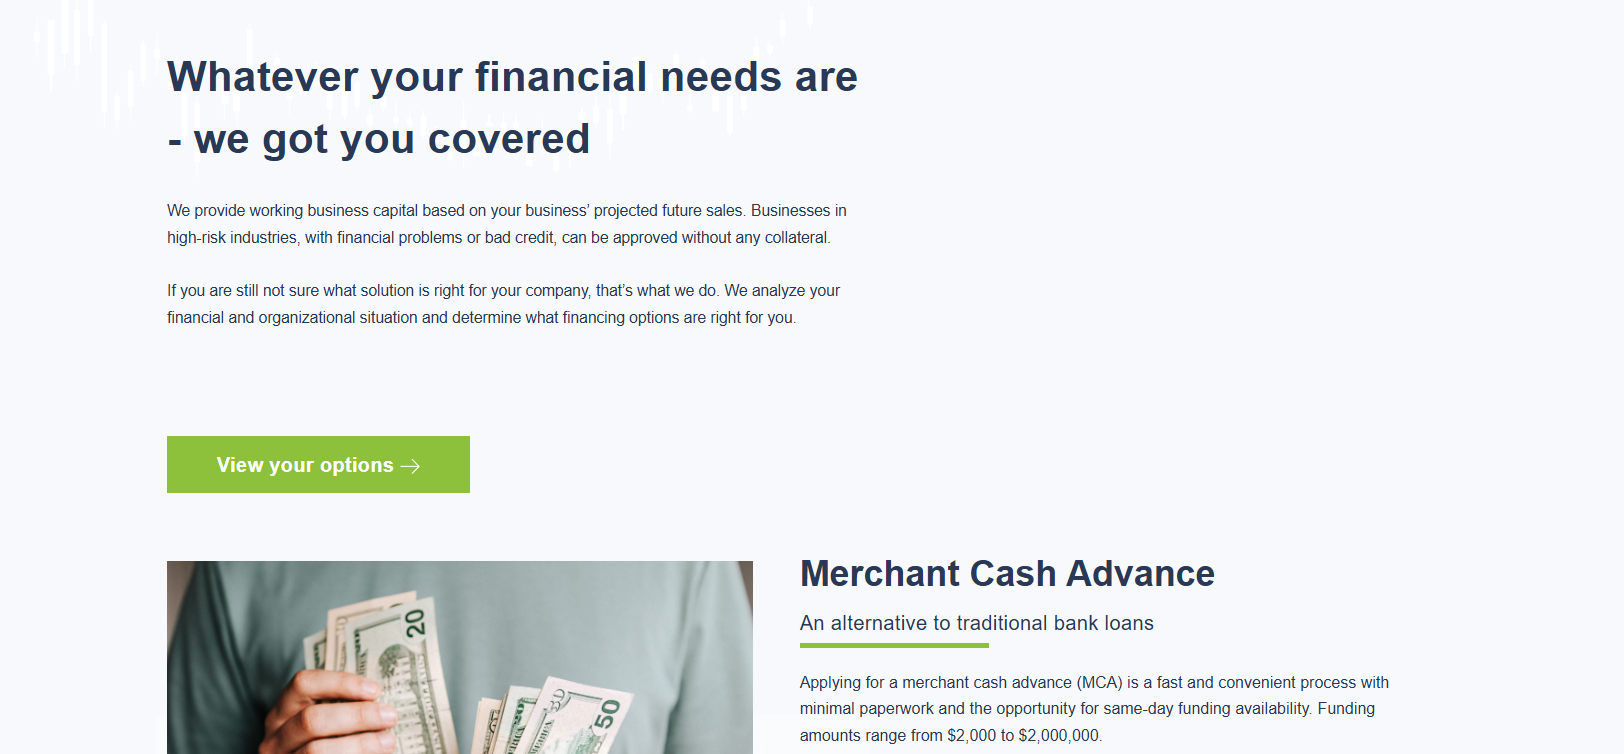 Whatever your financial needs are
- we got you covered
We provide working business capital based on your business’ projected future sales. Businesses in
high-risk industries, with financial problems or bad credit, can be approved without any collateral.
If you are still not sure what solution is right for your company, that’s what we do. We analyze your
financial and organizational situation and determine what financing options are right for you.
View your options →
Merchant Cash Advance
An alternative to traditional bank loans
Applying for a merchant cash advance (MCA) is a fast and convenient process with
minimal paperwork and the opportunity for same-day funding availability. Funding
amounts range from $2,000 to $2,000,000.
20
50